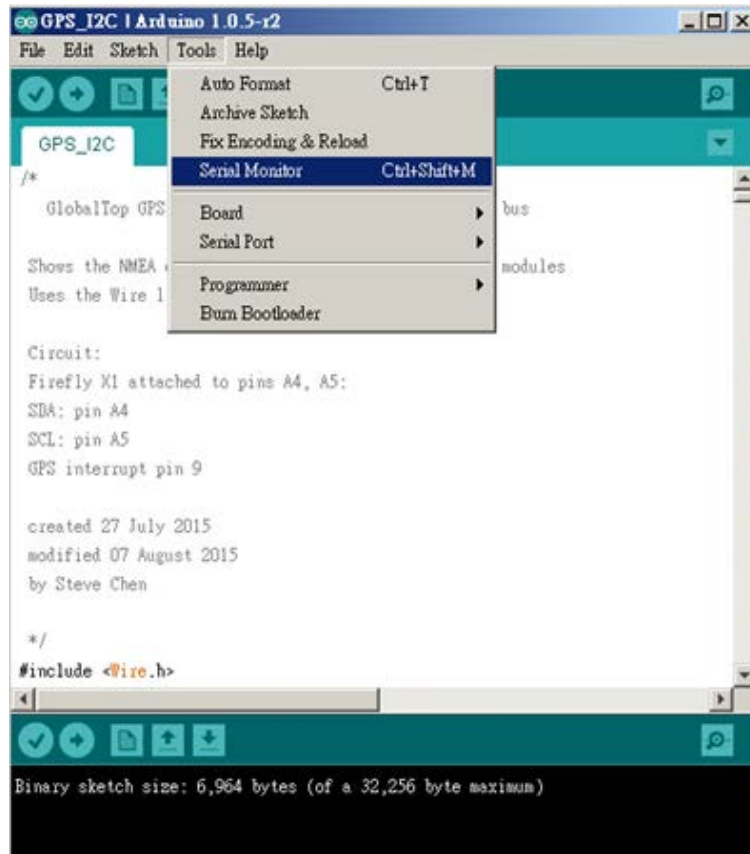 GPS_I2C | Arduino 1.0.5-r2
File Edit Sketch Tools Help
Auto Format Ctrl+T
Archive Sketch
Fix Encoding & Reload
Serial Monitor Ctrl+Shift+M
Board
Serial Port
Programmer
Burn Bootloader
GPS_I2C
/*
GlobalTop GPS bus
Shows the NMEA modules
Uses the Wire l
Circuit:
Firefly X1 attached to pins A4, A5:
SDA: pin A4
SCL: pin A5
GPS interrupt pin 9
created 27 July 2015
modified 07 August 2015
by Steve Chen
*/
#include <Wire.h>
Binary sketch size: 6,964 bytes (of a 32,256 byte maximum)